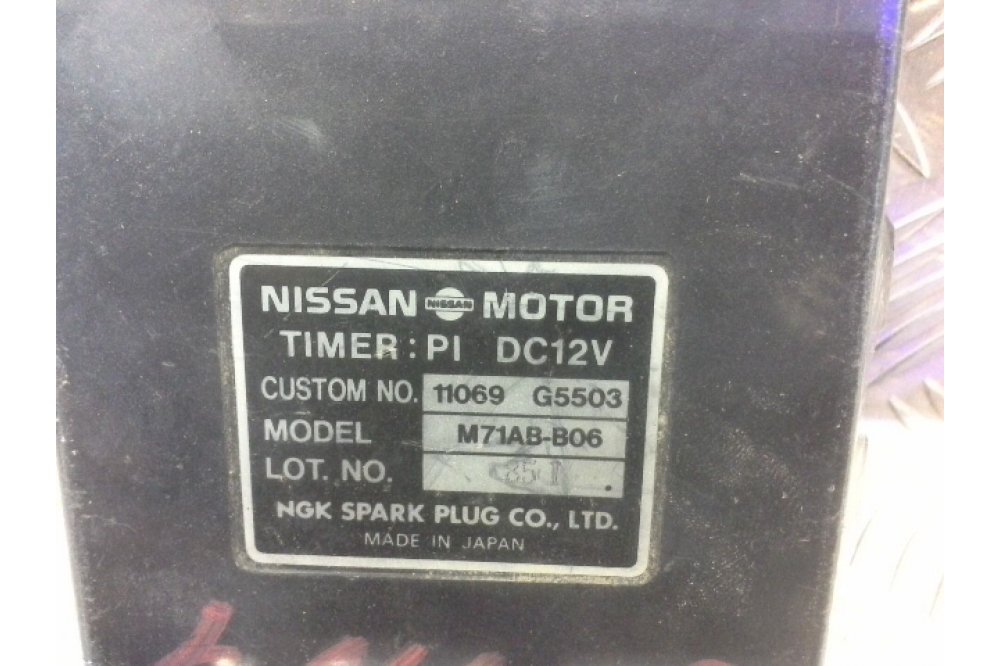 NISSAN NISSAN MOTOR
TIMER: PI DC12V
CUSTOM NO. 11069 G5503
MODEL M71AB-B06
LOT. NO.
NGK SPARK PLUG CO., LTD.
MADE IN JAPAN